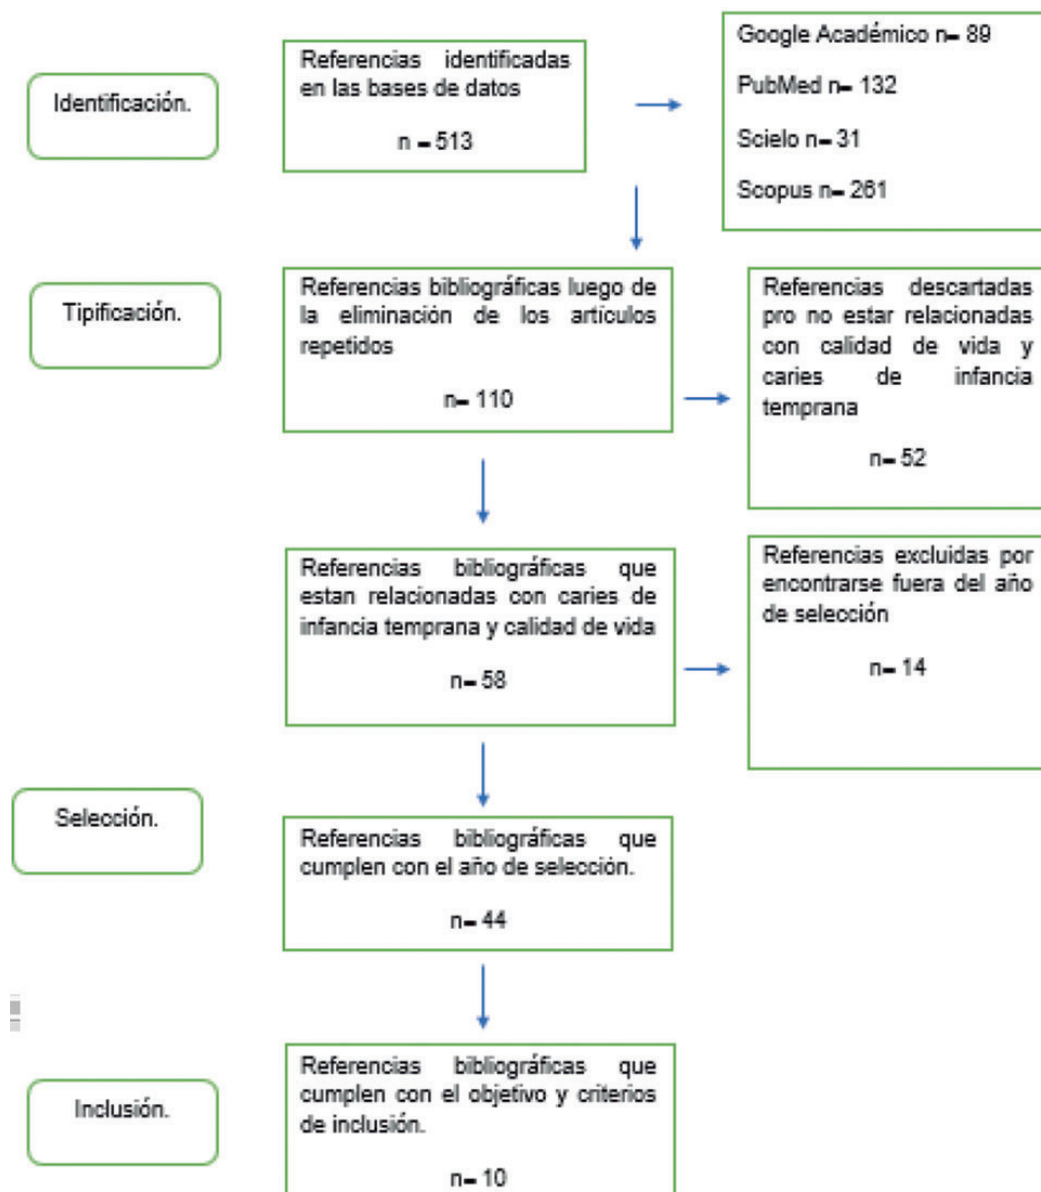 Identificación.
Referencias identificadas
en las bases de datos
n = 513
Google Académico n= 89
PubMed n= 132
Scielo n= 31
Scopus n= 261
Tipificación.
Referencias bibliográficas luego de
la eliminación de los artículos
repetidos
n= 110
Referencias descartadas
pro no estar relacionadas
con calidad de vida y
caries de infancia
temprana
n= 52
Referencias bibliográficas que
estan relacionadas con caries de
infancia temprana y calidad de vida
n= 58
Referencias excluidas por
encontrarse fuera del año
de selección
n= 14
Selección.
Referencias bibliográficas que
cumplen con el año de selección.
n= 44
Inclusión.
Referencias bibliográficas que
cumplen con el objetivo y criterios
de inclusión.
n= 10